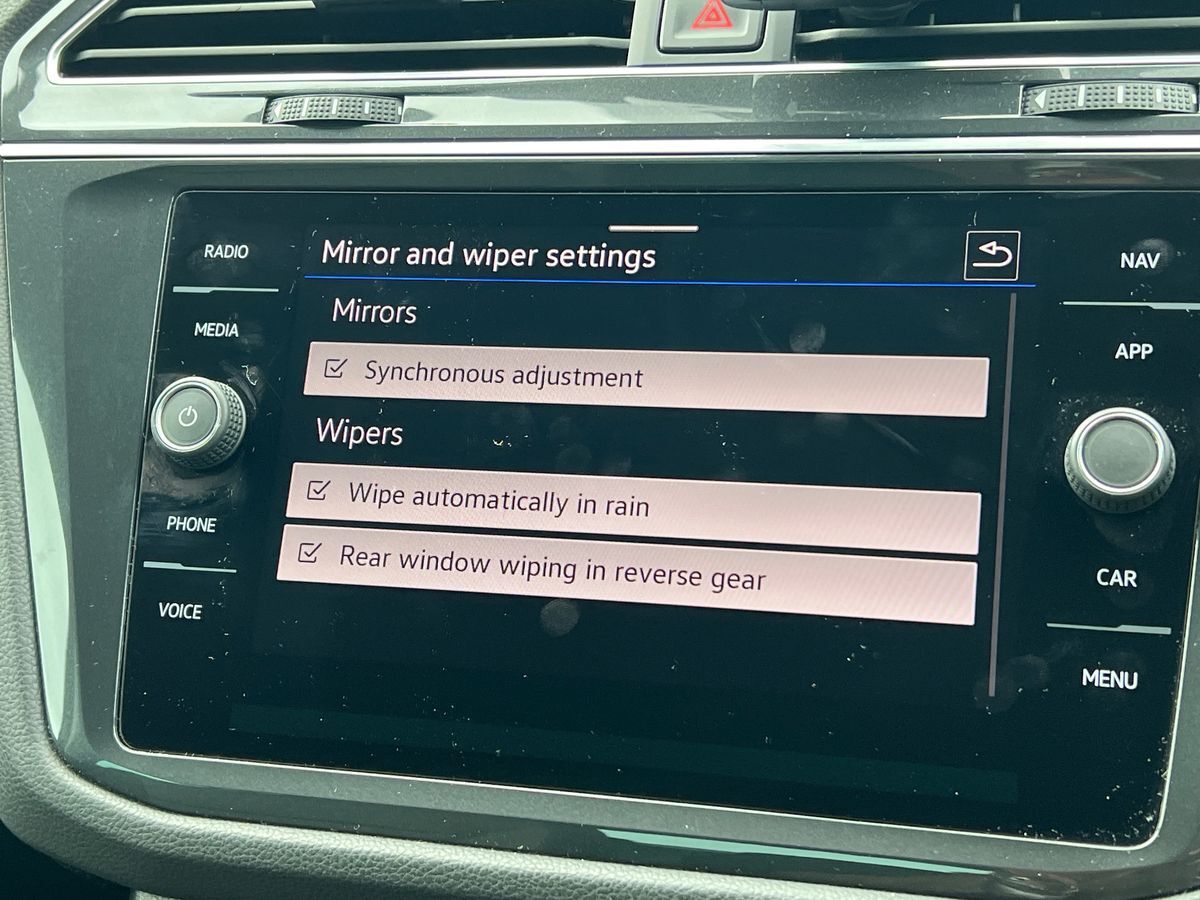 Mirror and wiper settings
Mirrors
Synchronous adjustment
Wipers
Wipe automatically in rain
Rear window wiping in reverse gear
RADIO
MEDIA
PHONE
VOICE
NAV
APP
CAR
MENU